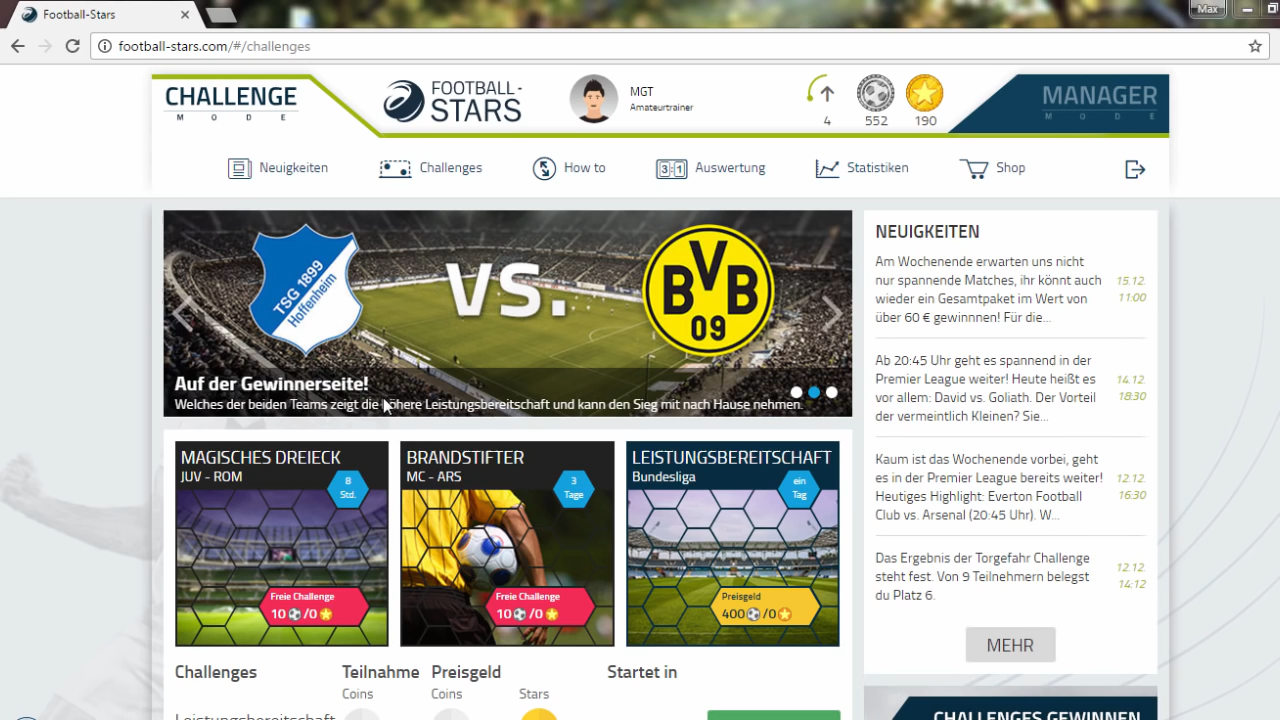 Football-Stars
Max
football-stars.com/#/challenges
CHALLENGE
MODE
FOOTBALL-
STARS
MGT
Amateurtrainer
4
552
190
MANAGER
MODE
Neuigkeiten
Challenges
How to
3:1
Auswertung
Statistiken
Shop
TSG 1899
Hoffenheim
VS.
BVB
09
Auf der Gewinnerseite!
Welches der beiden Teams zeigt die höhere Leistungsbereitschaft und kann den Sieg mit nach Hause nehmen.
MAGISCHES DREIECK
JUV - ROM
8
Std.
Freie Challenge
10 /0
BRANDSTIFTER
MC - ARS
3
Tage
Freie Challenge
10 /0
LEISTUNGSBEREITSCHAFT
Bundesliga
ein
Tag
Preisgeld
400 /0
Challenges
Teilnahme
Preisgeld
Startet in
Coins
Coins
Stars
Leistungsbereitschaft
NEUIGKEITEN
Am Wochenende erwarten uns nicht
nur spannende Matches, ihr könnt auch
wieder ein Gesamtpaket im Wert von
über 60 € gewinnnen! Für die...
15.12.
11:00
Ab 20:45 Uhr geht es spannend in der
Premier League weiter! Heute heißt es
vor allem: David vs. Goliath. Der Vorteil
der vermeintlich Kleinen? Sie...
14.12.
18:30
Kaum ist das Wochenende vorbei, geht
es in der Premier League bereits weiter!
Heutiges Highlight: Everton Football
Club vs. Arsenal (20:45 Uhr). W...
12.12.
16:30
Das Ergebnis der Torgefahr Challenge
steht fest. Von 9 Teilnehmern belegst
du Platz 6.
12.12.
14:12
MEHR
CHALLENGES GEWINNEN